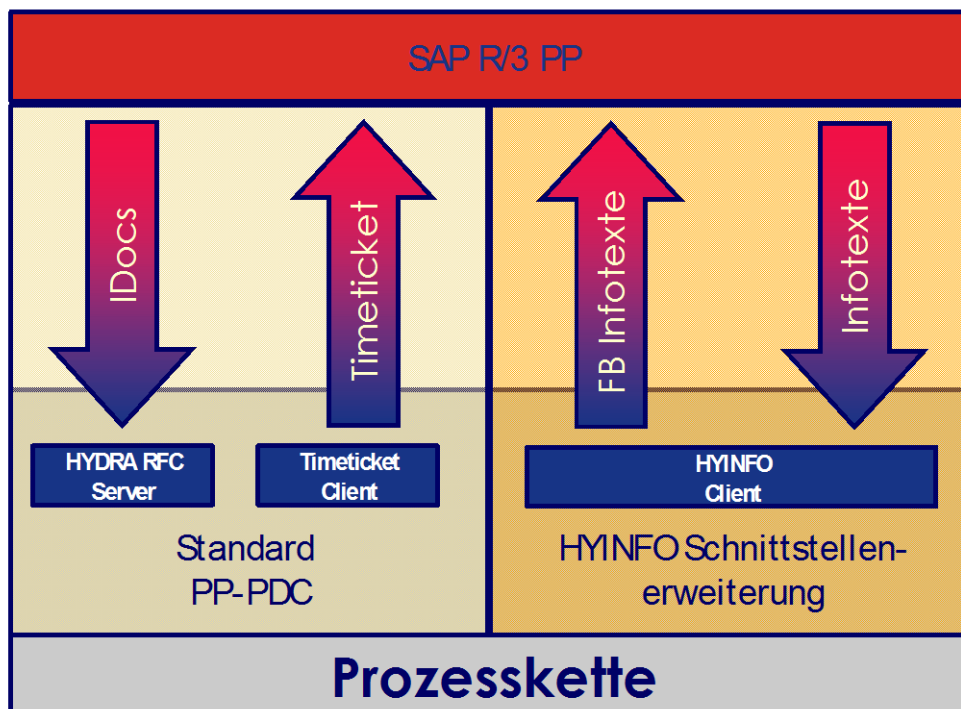 SAP R/3 PP
IDocs
Timeticket
FB Infotexte
Infotexte
HYDRA RFC
Server
Timeticket
Client
HYINFO
Client
Standard
PP-PDC
HYINFO Schnittstellen-
erweiterung
Prozesskette